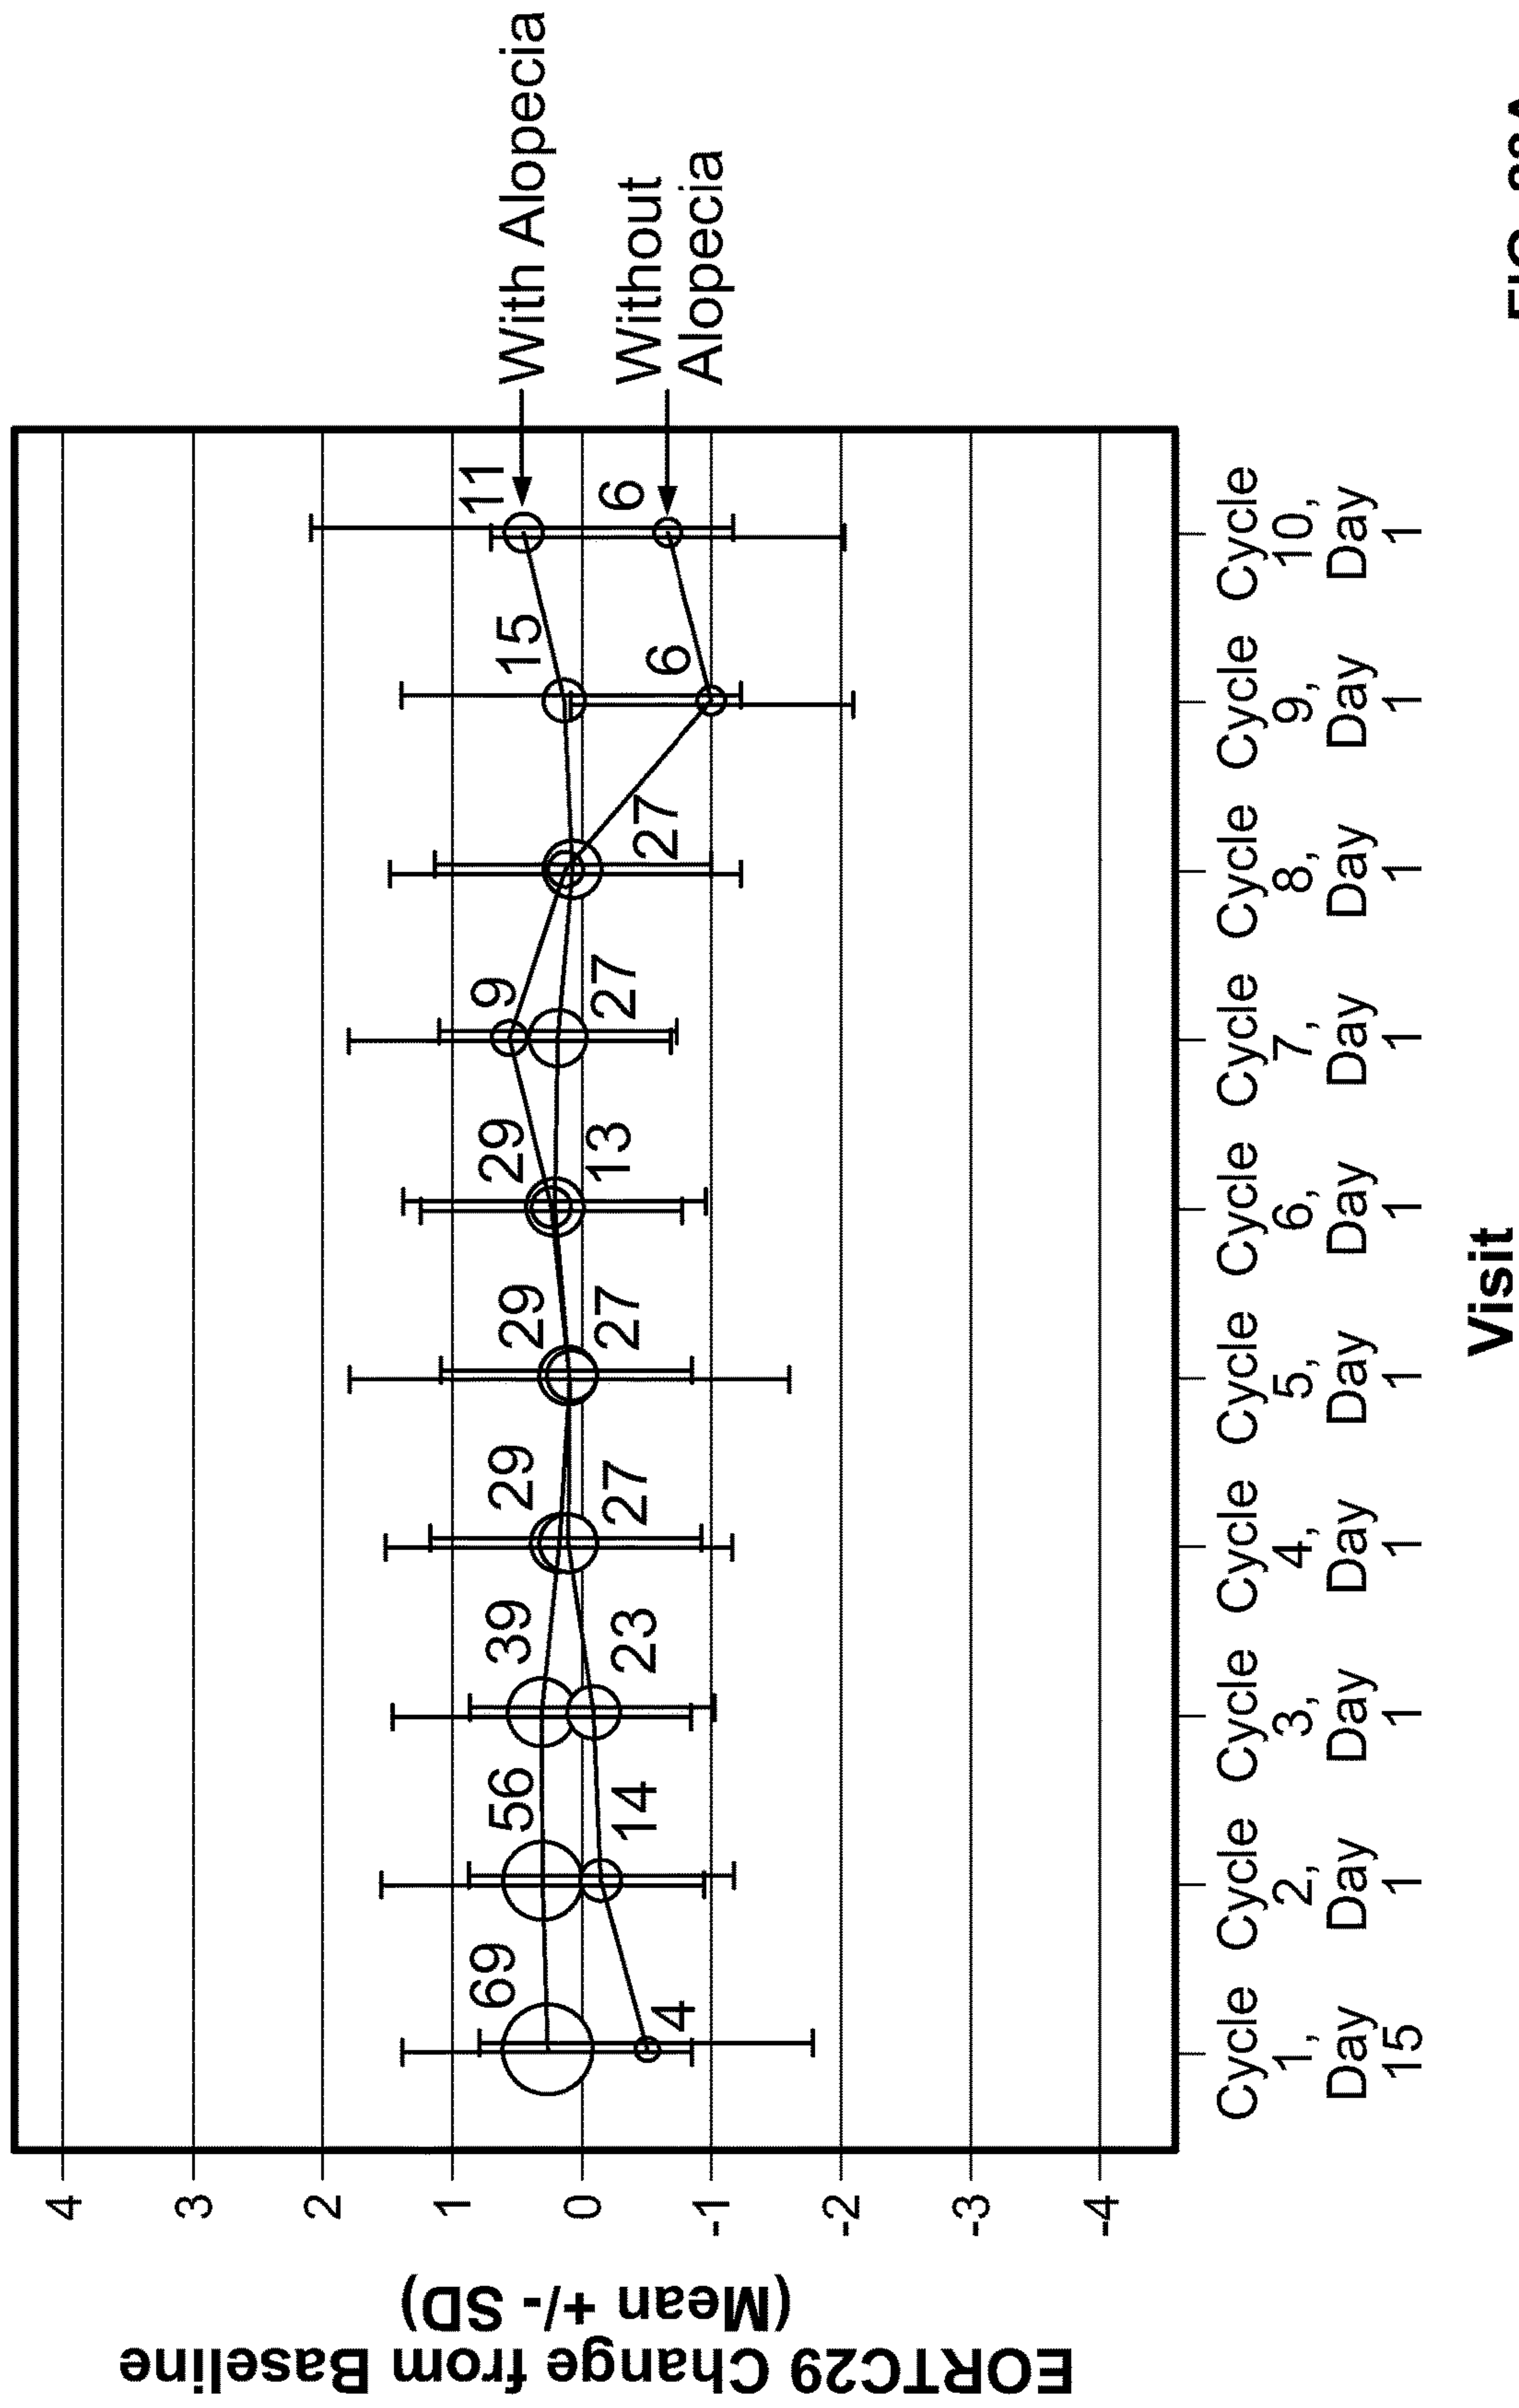 EORTC29 Change from Baseline
(Mean +/- SD)
4
3
2
1
0
-1
-2
-3
-4
69
4
56
14
39
23
29
27
29
27
29
13
9
27
27
15
6
11
6
With Alopecia
Without
Alopecia
Cycle
1,
Day
15
Cycle
2,
Day
1
Cycle
3,
Day
1
Cycle
4,
Day
1
Cycle
5,
Day
1
Cycle
6,
Day
1
Cycle
7,
Day
1
Cycle
8,
Day
1
Cycle
9,
Day
1
Cycle
10,
Day
1
Visit